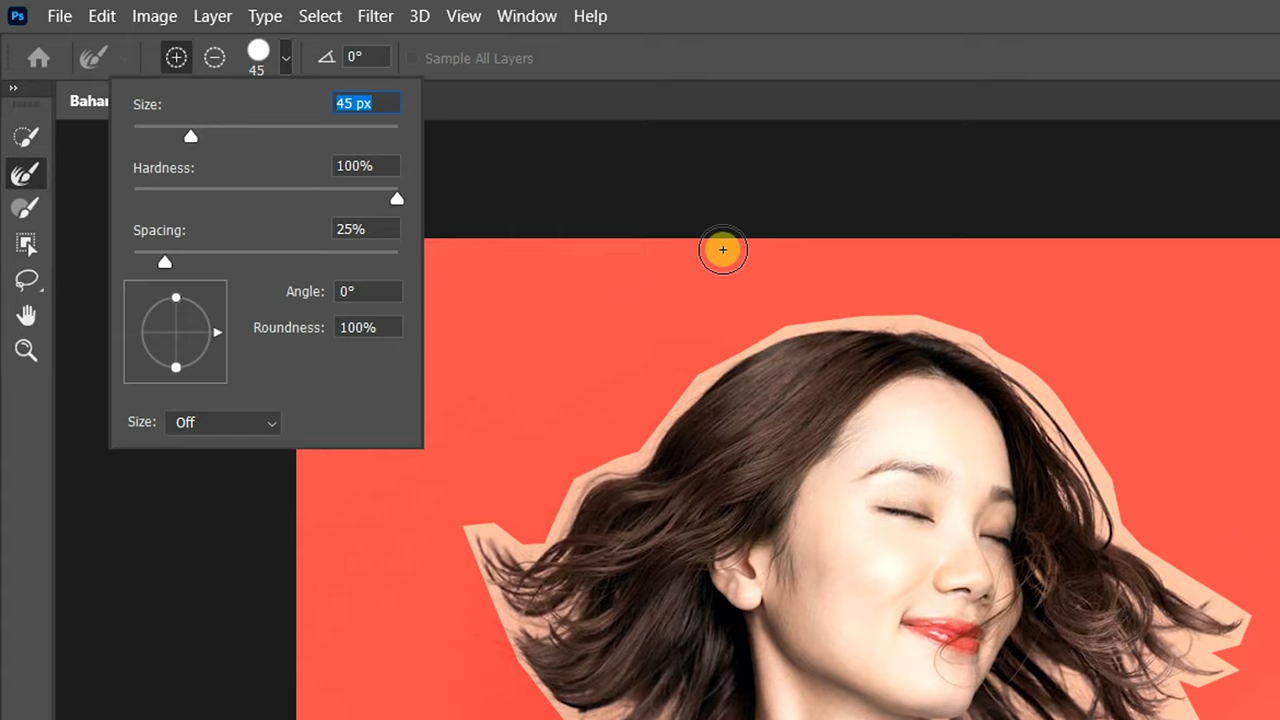 Ps File Edit Image Layer Type Select Filter 3D View Window Help
45 0° Sample All Layers
Bahar
Size: 45 px
Hardness: 100%
Spacing: 25%
Angle: 0°
Roundness: 100%
Size: Off